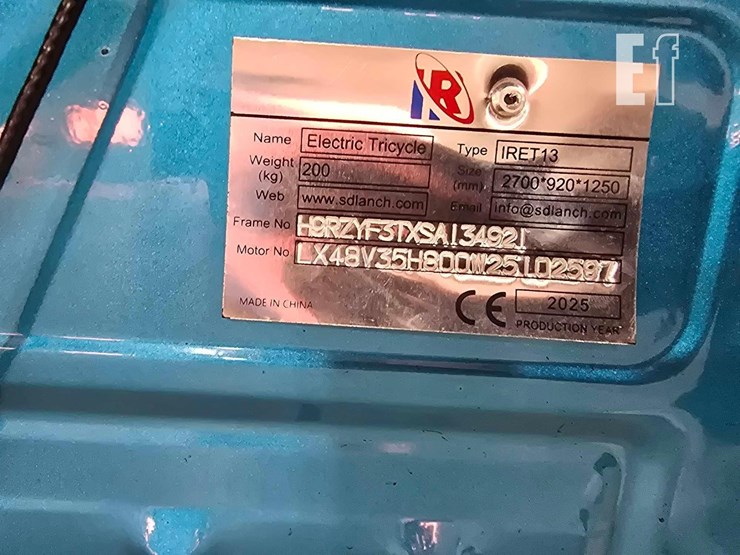 Ef
R
Name Electric Tricycle Type IRET13
Weight (kg) 200 Size (mm) 2700*920*1250
Web www.sdlanch.com Email info@sdlanch.com
Frame No H9RZYF3TXSA134921
Motor No LX48V35H800W25102587
MADE IN CHINA CE 2025
PRODUCTION YEAR